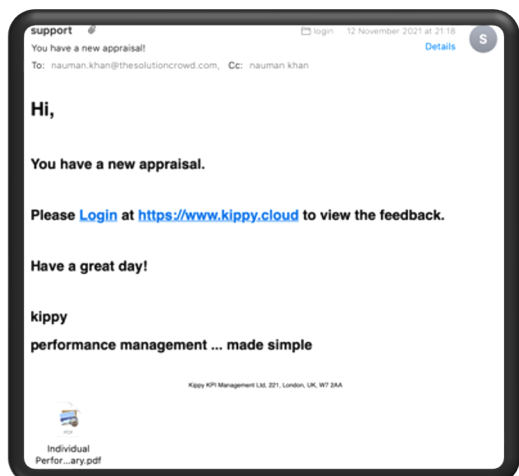 support
login 12 November 2021 at 21:18
S
You have a new appraisal!
Details
To: nauman.khan@thesolutioncrowd.com, Cc: nauman khan
Hi,
You have a new appraisal.
Please Login at https://www.kippy.cloud to view the feedback.
Have a great day!
kippy
performance management ... made simple
Kippy KPI Management Ltd, 221, London, UK, W7 2AA
Individual
Perfor...ary.pdf